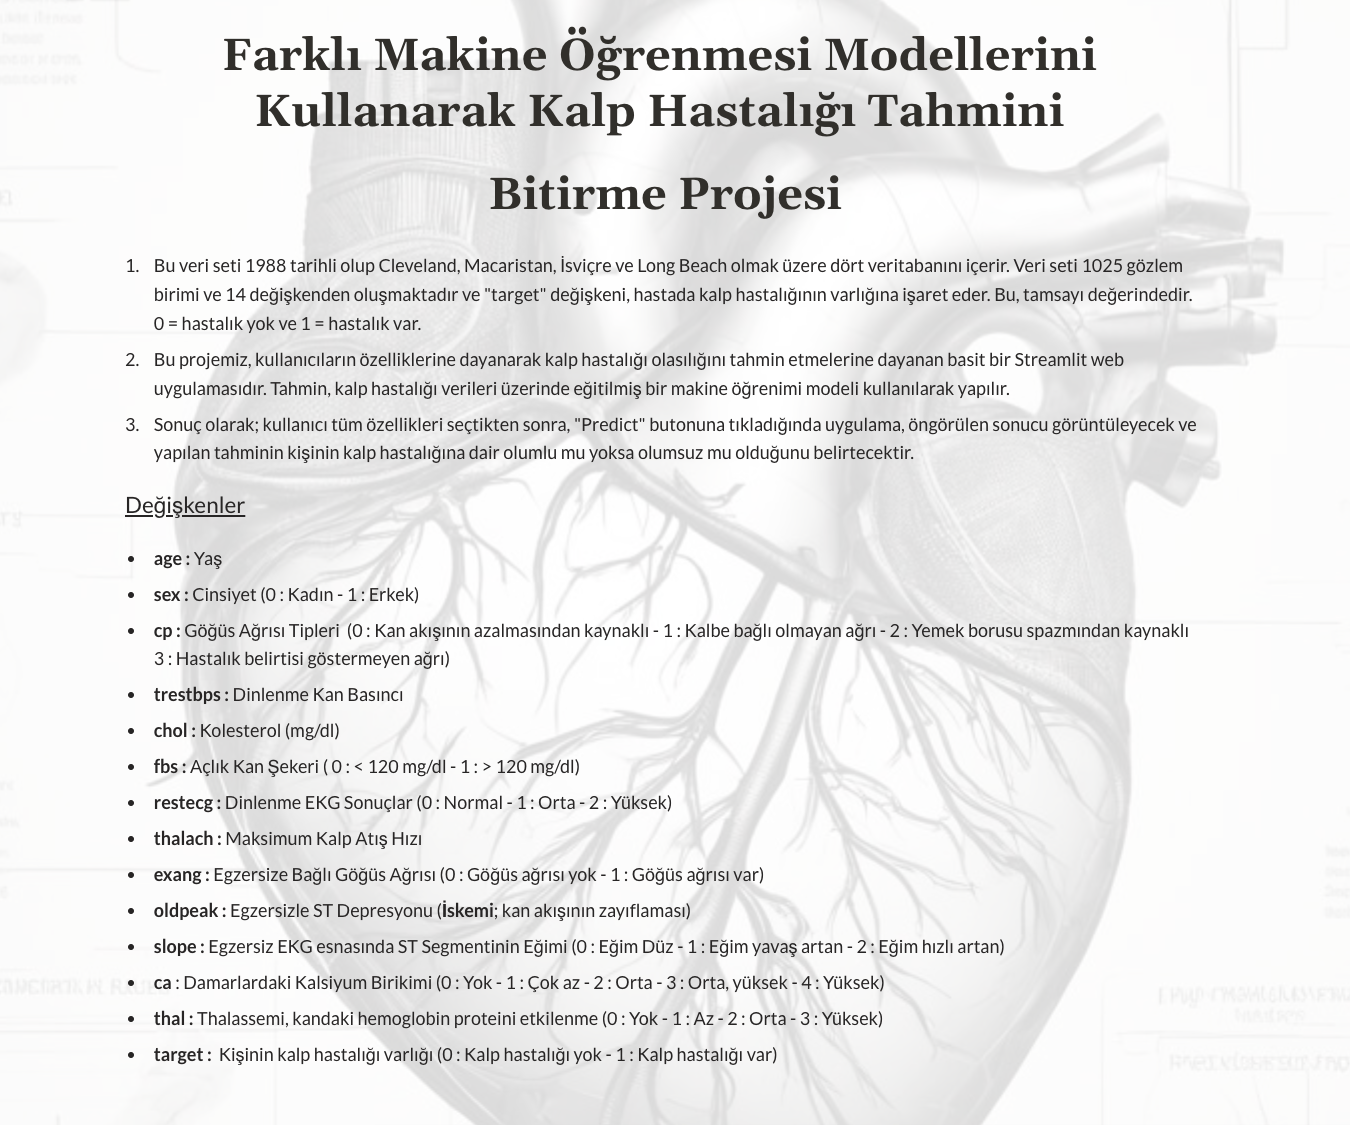 Farklı Makine Öğrenmesi Modellerini
Kullanarak Kalp Hastalığı Tahmini
Bitirme Projesi
1. Bu veri seti 1988 tarihli olup Cleveland, Macaristan, İsviçre ve Long Beach olmak üzere dört veritabanını içerir. Veri seti 1025 gözlem
birimi ve 14 değişkenden oluşmaktadır ve "target" değişkeni, hastada kalp hastalığının varlığına işaret eder. Bu, tamsayı değerindedir.
0 = hastalık yok ve 1 = hastalık var.
2. Bu projemiz, kullanıcıların özelliklerine dayanarak kalp hastalığı olasılığını tahmin etmelerine dayanan basit bir Streamlit web
uygulamasıdır. Tahmin, kalp hastalığı verileri üzerinde eğitilmiş bir makine öğrenimi modeli kullanılarak yapılır.
3. Sonuç olarak; kullanıcı tüm özellikleri seçtikten sonra, "Predict" butonuna tıkladığında uygulama, öngörülen sonucu görüntüleyecek ve
yapılan tahminin kişinin kalp hastalığına dair olumlu mu yoksa olumsuz mu olduğunu belirtecektir.
Değişkenler
• age : Yaş
• sex : Cinsiyet (0 : Kadın - 1 : Erkek)
• cp : Göğüs Ağrısı Tipleri (0 : Kan akışının azalmasından kaynaklı - 1 : Kalbe bağlı olmayan ağrı - 2 : Yemek borusu spazmından kaynaklı
3 : Hastalık belirtisi göstermeyen ağrı)
• trestbps : Dinlenme Kan Basıncı
• chol : Kolesterol (mg/dl)
• fbs : Açlık Kan Şekeri ( 0 : < 120 mg/dl - 1 : > 120 mg/dl)
• restecg : Dinlenme EKG Sonuçlar (0 : Normal - 1 : Orta - 2 : Yüksek)
• thalach : Maksimum Kalp Atış Hızı
• exang : Egzersize Bağlı Göğüs Ağrısı (0 : Göğüs ağrısı yok - 1 : Göğüs ağrısı var)
• oldpeak : Egzersizle ST Depresyonu (İskemi; kan akışının zayıflaması)
• slope : Egzersiz EKG esnasında ST Segmentinin Eğimi (0 : Eğim Düz - 1 : Eğim yavaş artan - 2 : Eğim hızlı artan)
• ca : Damarlardaki Kalsiyum Birikimi (0 : Yok - 1 : Çok az - 2 : Orta - 3 : Orta, yüksek - 4 : Yüksek)
• thal : Thalassemi, kandaki hemoglobin proteini etkilenme (0 : Yok - 1 : Az - 2 : Orta - 3 : Yüksek)
• target : Kişinin kalp hastalığı varlığı (0 : Kalp hastalığı yok - 1 : Kalp hastalığı var)